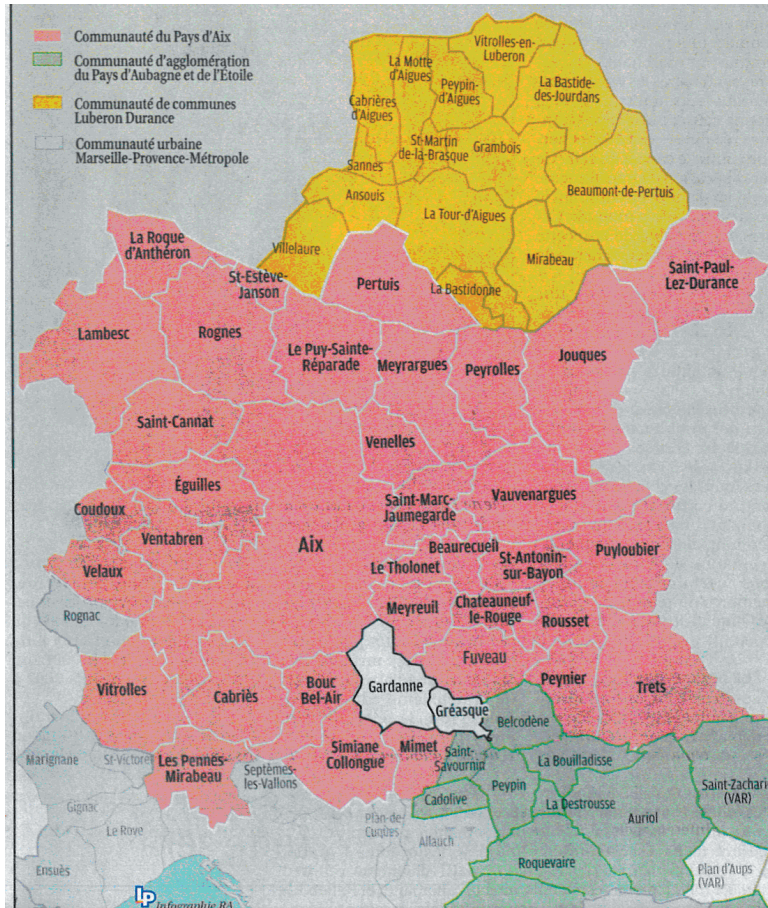 Communauté du Pays d'Aix
Communauté d'agglomération
du Pays d'Aubagne et de l'Étoile
Communauté de communes
Luberon Durance
Communauté urbaine
Marseille-Provence-Métropole
Vitrolles-en-
Luberon
La Motte
d'Aigues
Peypin-
d'Aigues
La Bastide-
des-Jourdans
Cabrières
d'Aigues
St-Martin
de-la-Brasque
Grambois
Sannes
Ansouis
Beaumont-de-Pertuis
La Tour-d'Aigues
Villelaure
Mirabeau
La Bastidonne
La Roque
d'Anthéron
St-Estève-
Janson
Pertuis
Saint-Paul-
Lez-Durance
Lambesc
Rognes
Le Puy-Sainte-
Réparade
Meyrargues
Peyrolles
Jouques
Saint-Cannat
Venelles
Éguilles
Saint-Marc-
Jaumegarde
Vauvenargues
Coudoux
Ventabren
Aix
Beaurecueil
St-Antonin-
sur-Bayon
Puyloubier
Velaux
Le Tholonet
Rognac
Meyreuil
Chateauneuf-
le-Rouge
Rousset
Fuveau
Vitrolles
Cabriès
Bouc
Bel-Air
Gardanne
Peynier
Trets
Gréasque
Belcodène
Marignane
St-Victoret
Les Pennes-
Mirabeau
Septèmes-
les-Vallons
Simiane
Collongue
Mimet
Saint-
Savournin
La Bouilladisse
Saint-Zacharie
(VAR)
Peypin
Cadolive
La Destrousse
Auriol
Gignac
Le Rove
Plan-de-
Cuques
Allauch
Roquevaire
Ensuès
Plan d'Aups
(VAR)
LP
Infographie RA